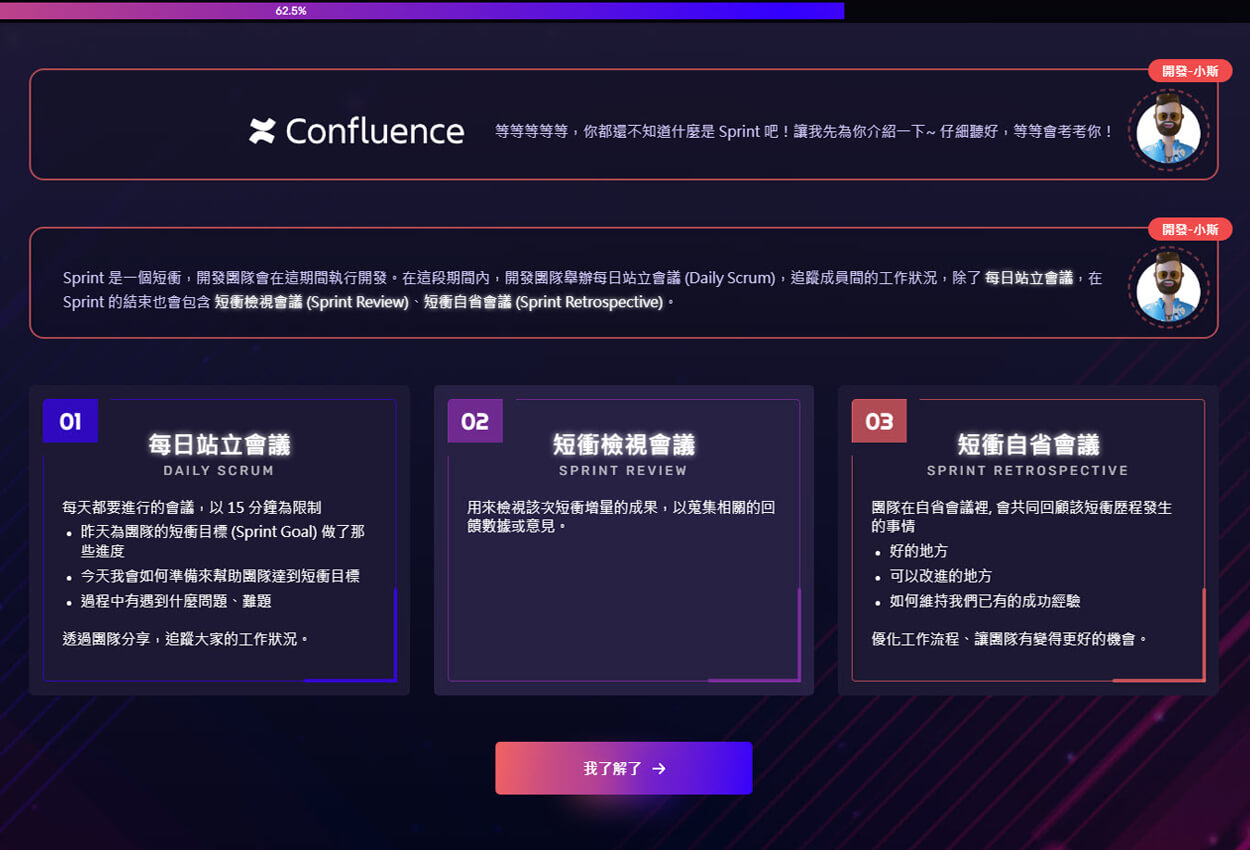 62.5%
開發-小斯
Confluence
等等等等等，你都還不知道什麼是 Sprint 吧！讓我先為你介紹一下~ 仔細聽好，等等會考考你！
開發-小斯
Sprint 是一個短衝，開發團隊會在這期間執行開發。在這段期間內，開發團隊舉辦每日站立會議 (Daily Scrum)，追蹤成員間的工作狀況，除了 每日站立會議，在
Sprint 的結束也會包含 短衝檢視會議 (Sprint Review)、短衝自省會議 (Sprint Retrospective)。
01
每日站立會議
DAILY SCRUM
每天都要進行的會議，以 15 分鐘為限制
• 昨天為團隊的短衝目標 (Sprint Goal) 做了那
些進度
• 今天我會如何準備來幫助團隊達到短衝目標
• 過程中有遇到什麼問題、難題
透過團隊分享，追蹤大家的工作狀況。
02
短衝檢視會議
SPRINT REVIEW
用來檢視該次短衝增量的成果，以蒐集相關的回
饋數據或意見。
03
短衝自省會議
SPRINT RETROSPECTIVE
團隊在自省會議裡, 會共同回顧該短衝歷程發生
的事情
• 好的地方
• 可以改進的地方
• 如何維持我們已有的成功經驗
優化工作流程、讓團隊有變得更好的機會。
我了解了 →